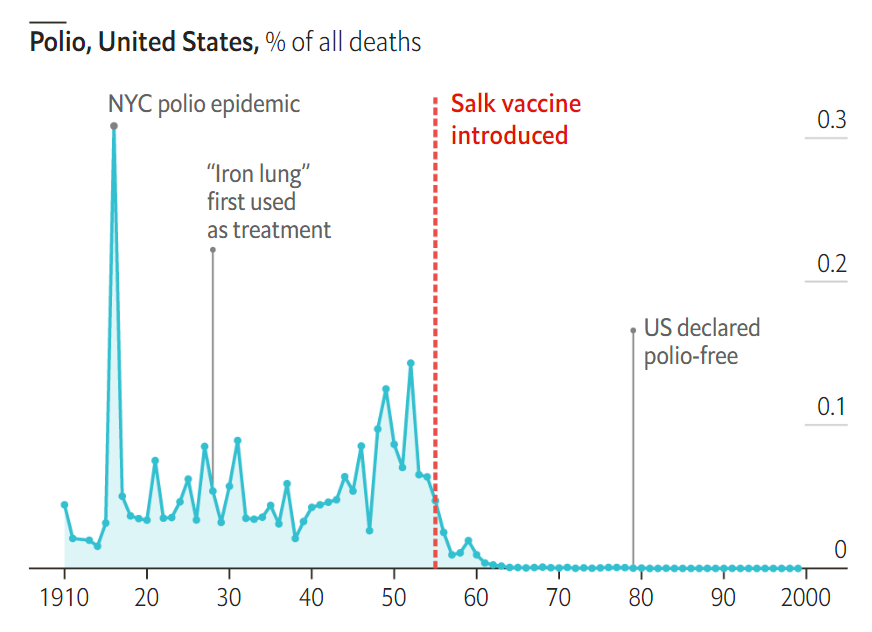 Polio, United States, % of all deaths
NYC polio epidemic
Salk vaccine
introduced
0.3
“Iron lung”
first used
as treatment
0.2
US declared
polio-free
0.1
0
1910 20 30 40 50 60 70 80 90 2000